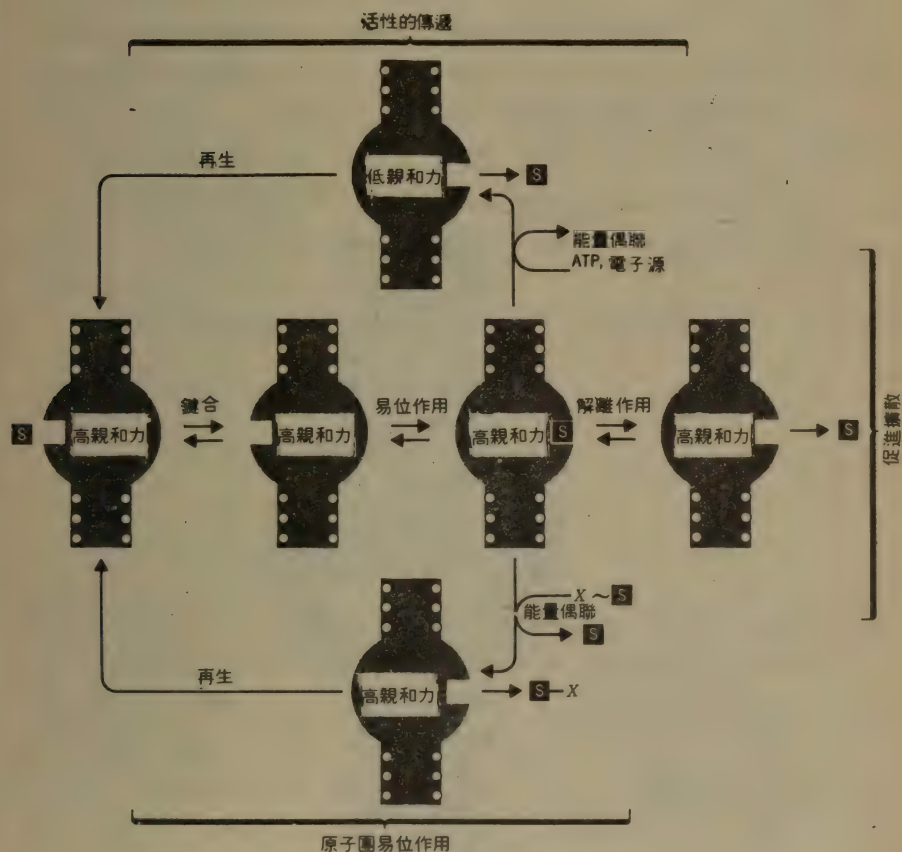 活性的傳遞
再生
低親和力
S
能量偶聯
ATP, 電子源
S
高親和力
鍵合
高親和力
易位作用
高親和力
S
解離作用
高親和力
S
促進擴散
X～S
能量偶聯
S
再生
高親和力
S—X
原子團易位作用